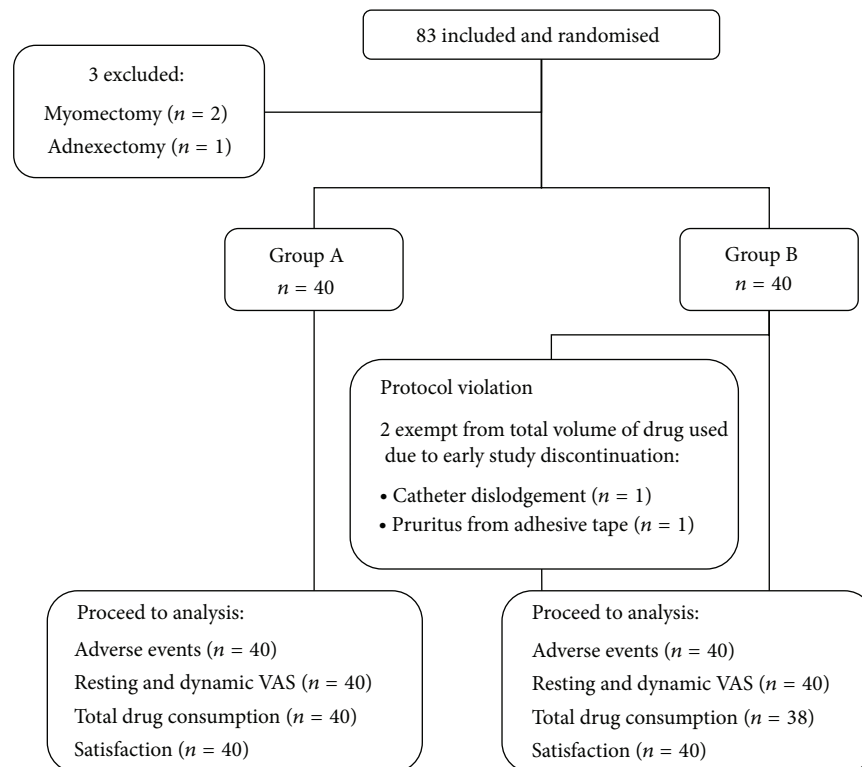 83 included and randomised
3 excluded:
Myomectomy (n = 2)
Adnexectomy (n = 1)
Group A
n = 40
Group B
n = 40
Protocol violation
2 exempt from total volume of drug used
due to early study discontinuation:
• Catheter dislodgement (n = 1)
• Pruritus from adhesive tape (n = 1)
Proceed to analysis:
Adverse events (n = 40)
Resting and dynamic VAS (n = 40)
Total drug consumption (n = 40)
Satisfaction (n = 40)
Proceed to analysis:
Adverse events (n = 40)
Resting and dynamic VAS (n = 40)
Total drug consumption (n = 38)
Satisfaction (n = 40)